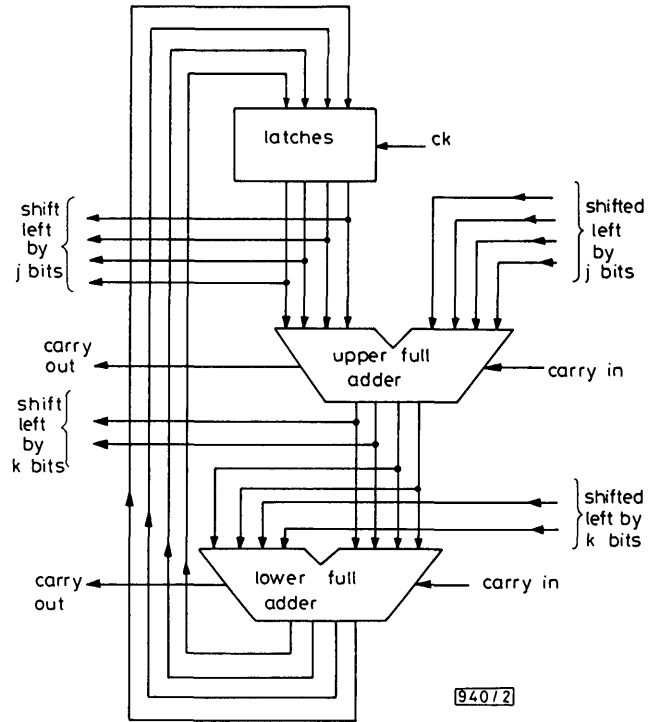 latches
ck
shift
left
by
j bits
shifted
left
by
j bits
upper full
adder
carry
out
carry in
shift
left
by
k bits
shifted
left by
k bits
lower full
adder
carry
out
carry in
940/2